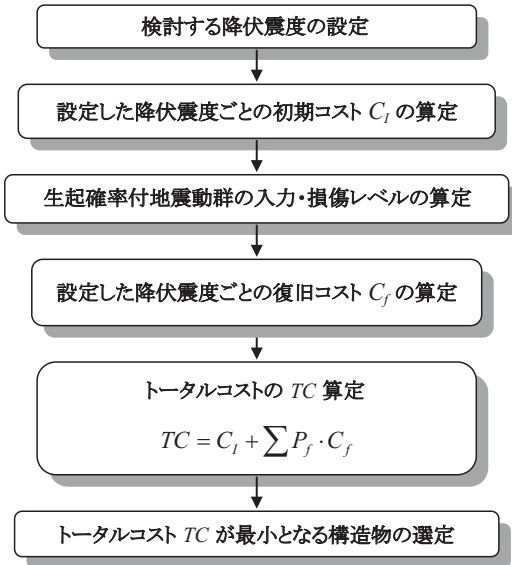 検討する降伏震度の設定
設定した降伏震度ごとの初期コスト C_I の算定
生起確率付地震動群の入力・損傷レベルの算定
設定した降伏震度ごとの復旧コスト C_f の算定
トータルコストの TC 算定
TC = C_I + ∑ P_f · C_f
トータルコスト TC が最小となる構造物の選定